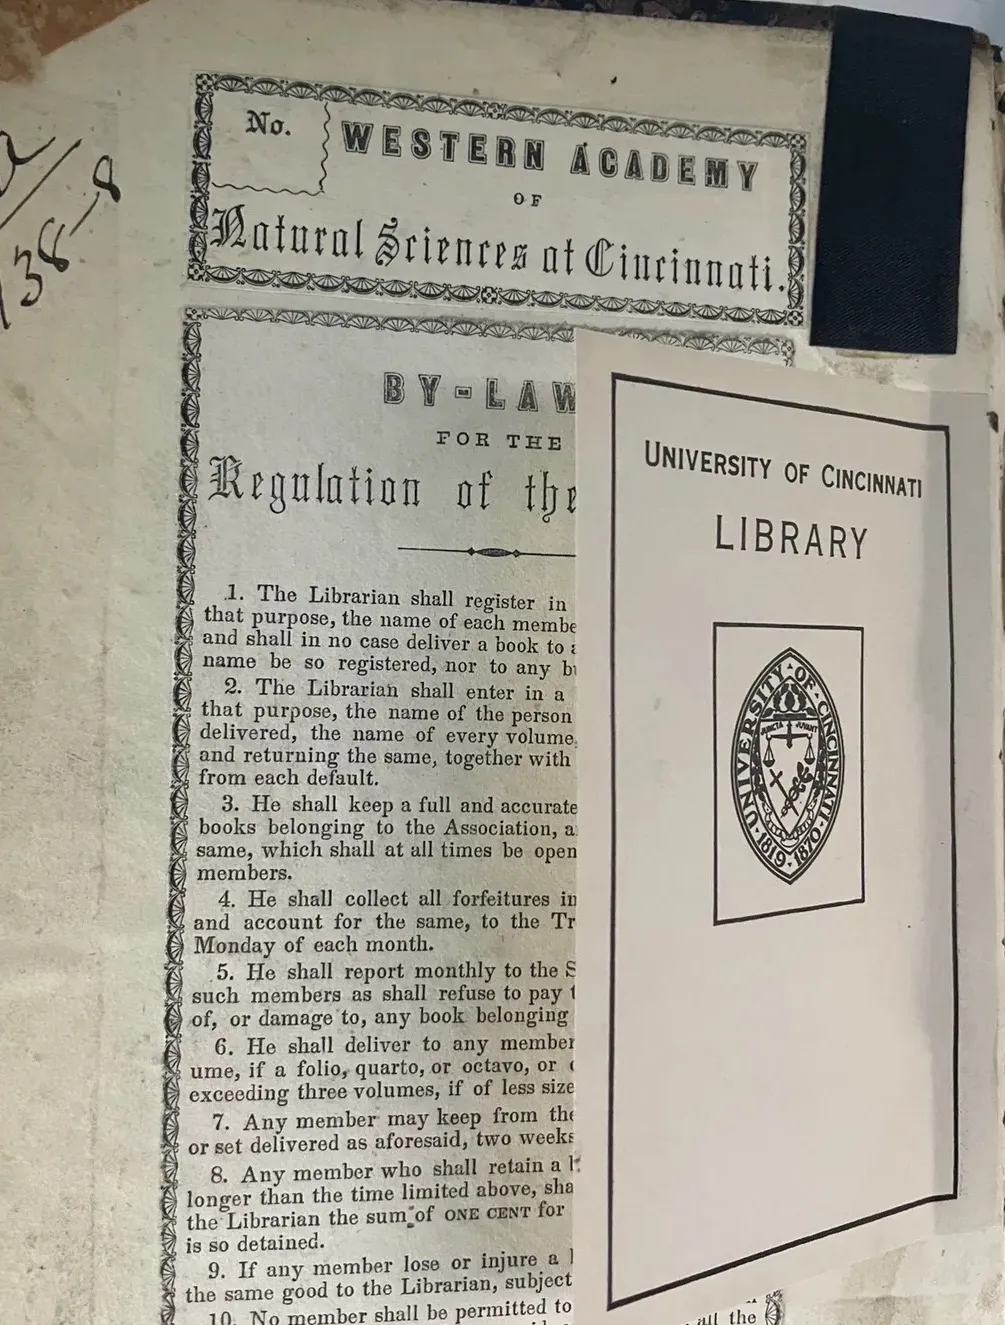 No.
WESTERN ACADEMY
OF
Natural Sciences at Cincinnati.
38-8
BY-LAW
FOR THE
Regulation of the
1. The Librarian shall register in
that purpose, the name of each membe
and shall in no case deliver a book to
name be so registered, nor to any
2. The Librarian shall enter in a
that purpose, the name of the person
delivered, the name of every volume,
and returning the same, together with
from each default.
3. He shall keep a full and accurate
books belonging to the Association, a
same, which shall at all times be open
members.
4. He shall collect all forfeitures in
and account for the same, to the Tr
Monday of each month.
5. He shall report monthly to the S
such members as shall refuse to pay
of, or damage to, any book belonging
6. He shall deliver to any member
ume, if a folio, quarto, or octavo, or
exceeding three volumes, if of less size
7. Any member may keep from the
or set delivered as aforesaid, two weeks
8. Any member who shall retain a
longer than the time limited above, sha
the Librarian the sum of ONE CENT for
is so detained.
9. If any member lose or injure a
the same good to the Librarian, subject
10. No member shall be permitted to
all the
UNIVERSITY OF CINCINNATI
LIBRARY
UNIVERSITY·OF·CINCINNATI·
JUNCTA JUVANT
·1819·1870·